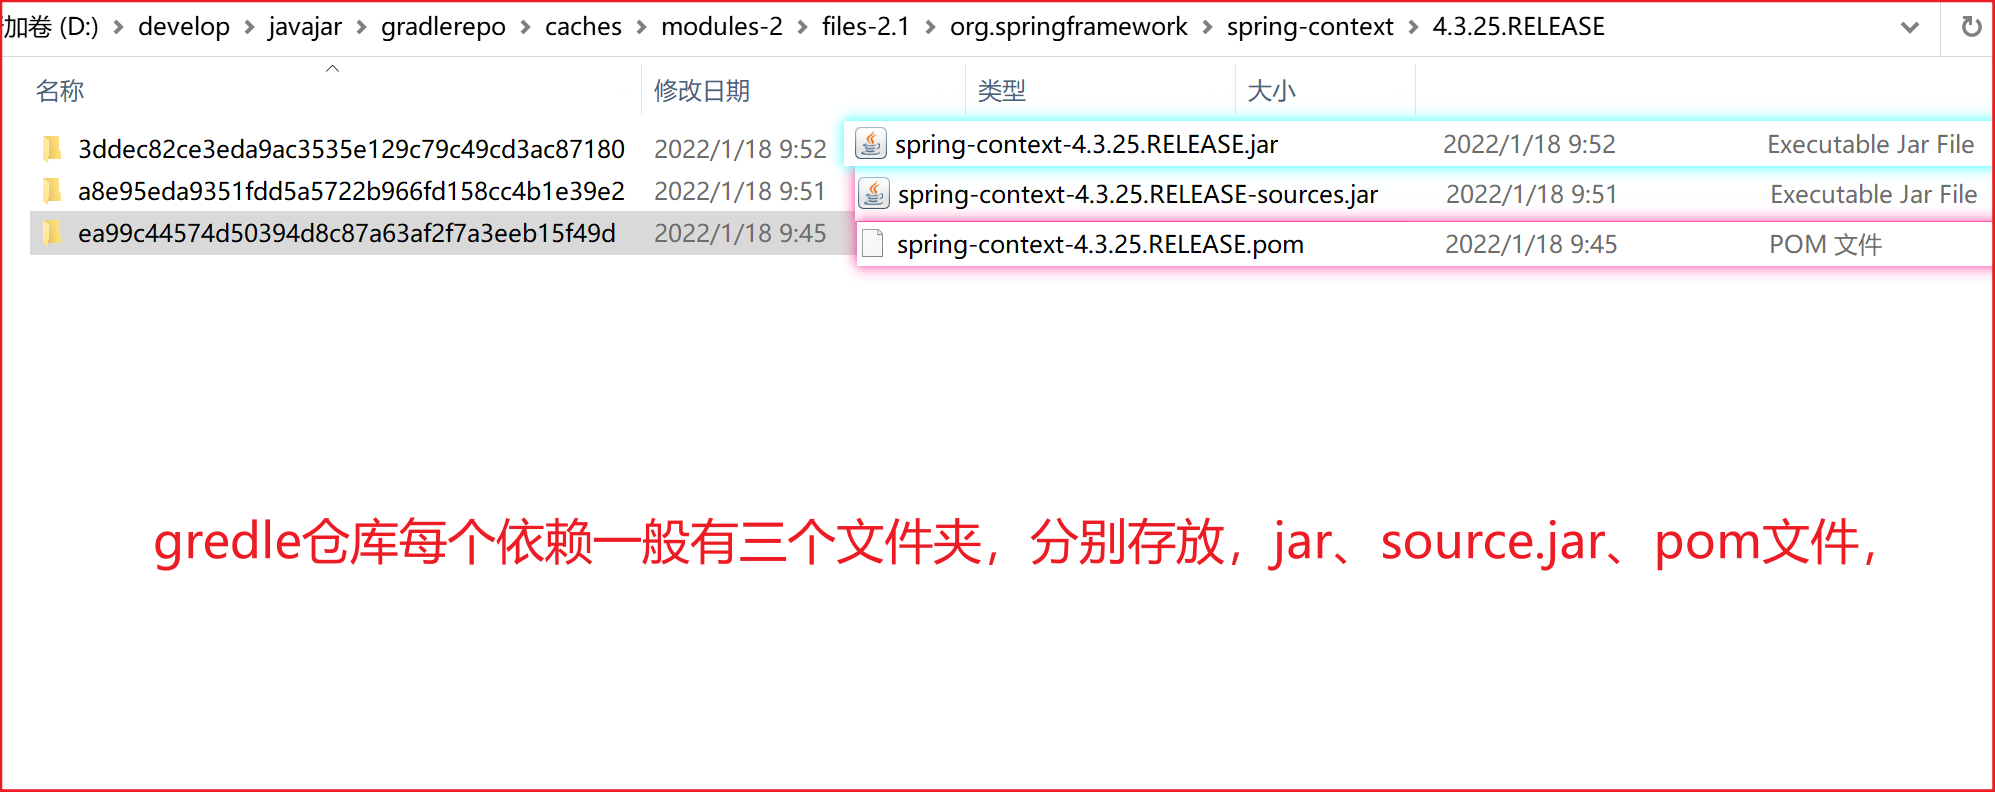 加卷 (D:) › develop › javajar › gradlerepo › caches › modules-2 › files-2.1 › org.springframework › spring-context › 4.3.25.RELEASE
名称 修改日期 类型 大小
3ddec82ce3eda9ac3535e129c79c49cd3ac87180 2022/1/18 9:52 spring-context-4.3.25.RELEASE.jar 2022/1/18 9:52 Executable Jar File
a8e95eda9351fdd5a5722b966fd158cc4b1e39e2 2022/1/18 9:51 spring-context-4.3.25.RELEASE-sources.jar 2022/1/18 9:51 Executable Jar File
ea99c44574d50394d8c87a63af2f7a3eeb15f49d 2022/1/18 9:45 spring-context-4.3.25.RELEASE.pom 2022/1/18 9:45 POM 文件
gredle仓库每个依赖一般有三个文件夹，分别存放，jar、source.jar、pom文件，